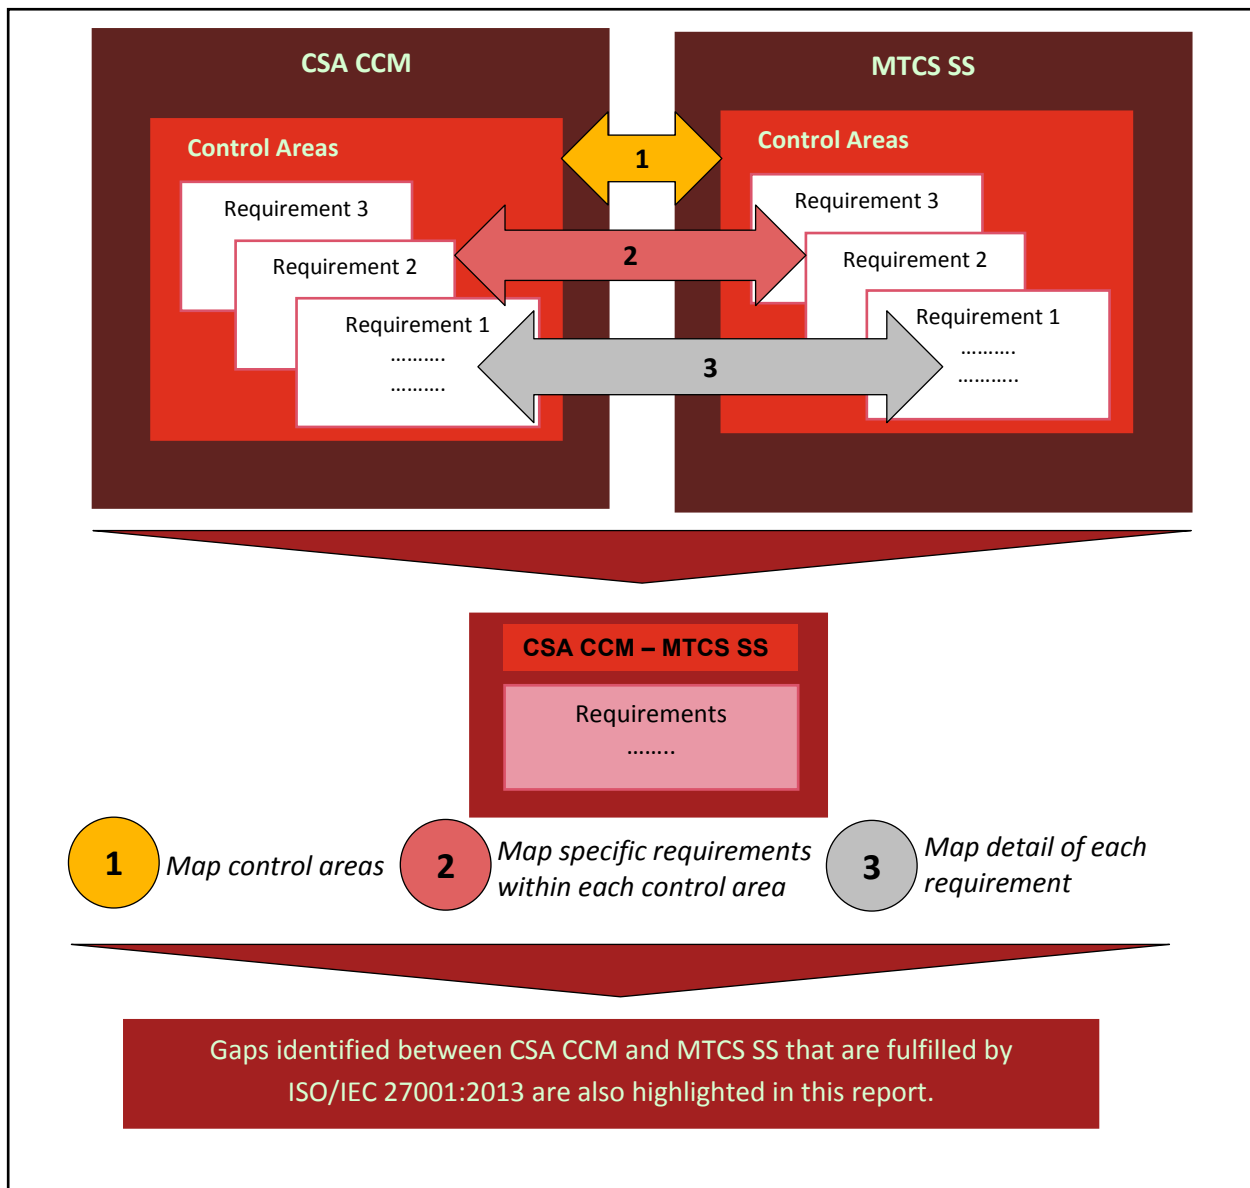 CSA CCM
Control Areas
Requirement 3
Requirement 2
Requirement 1
……….
……….
MTCS SS
Control Areas
Requirement 3
Requirement 2
Requirement 1
……….
………..
1
2
3
CSA CCM – MTCS SS
Requirements
……..
1
Map control areas
2
Map specific requirements
within each control area
3
Map detail of each
requirement
Gaps identified between CSA CCM and MTCS SS that are fulfilled by
ISO/IEC 27001:2013 are also highlighted in this report.